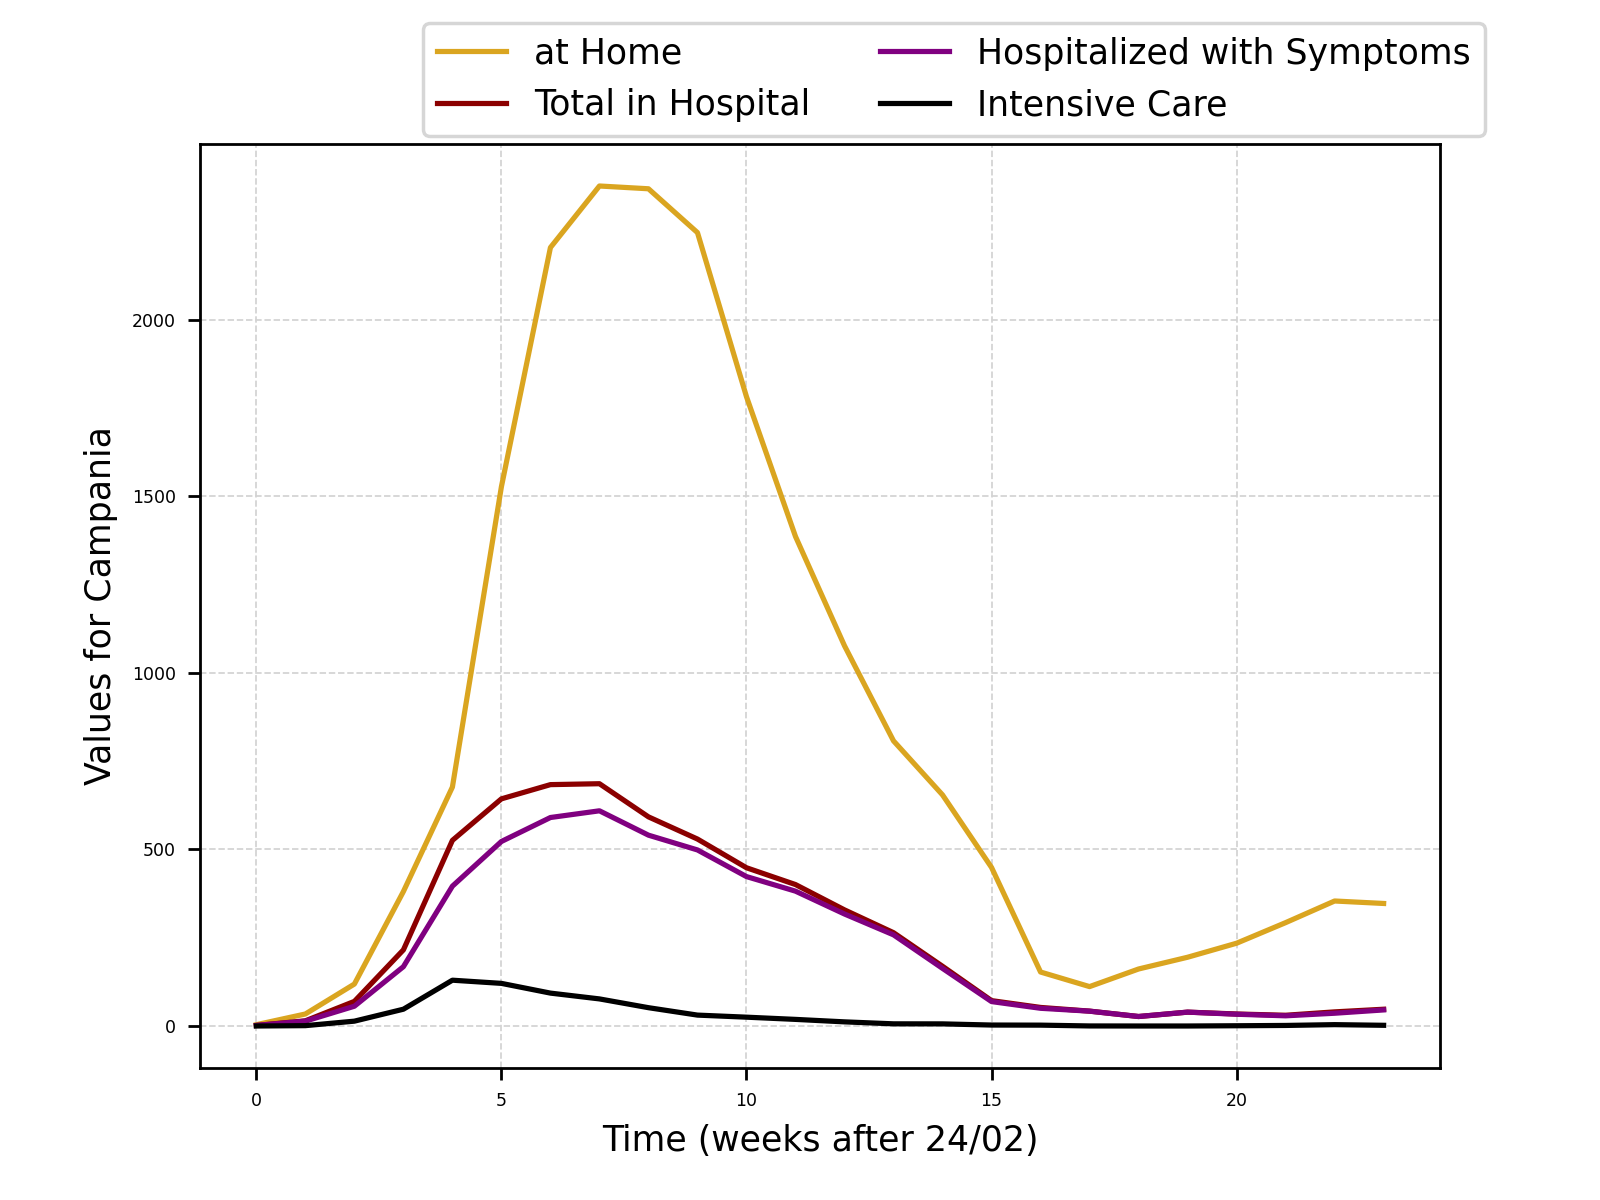 at Home
Total in Hospital
Hospitalized with Symptoms
Intensive Care
Values for Campania
2000
1500
1000
500
0
0 5 10 15 20
Time (weeks after 24/02)